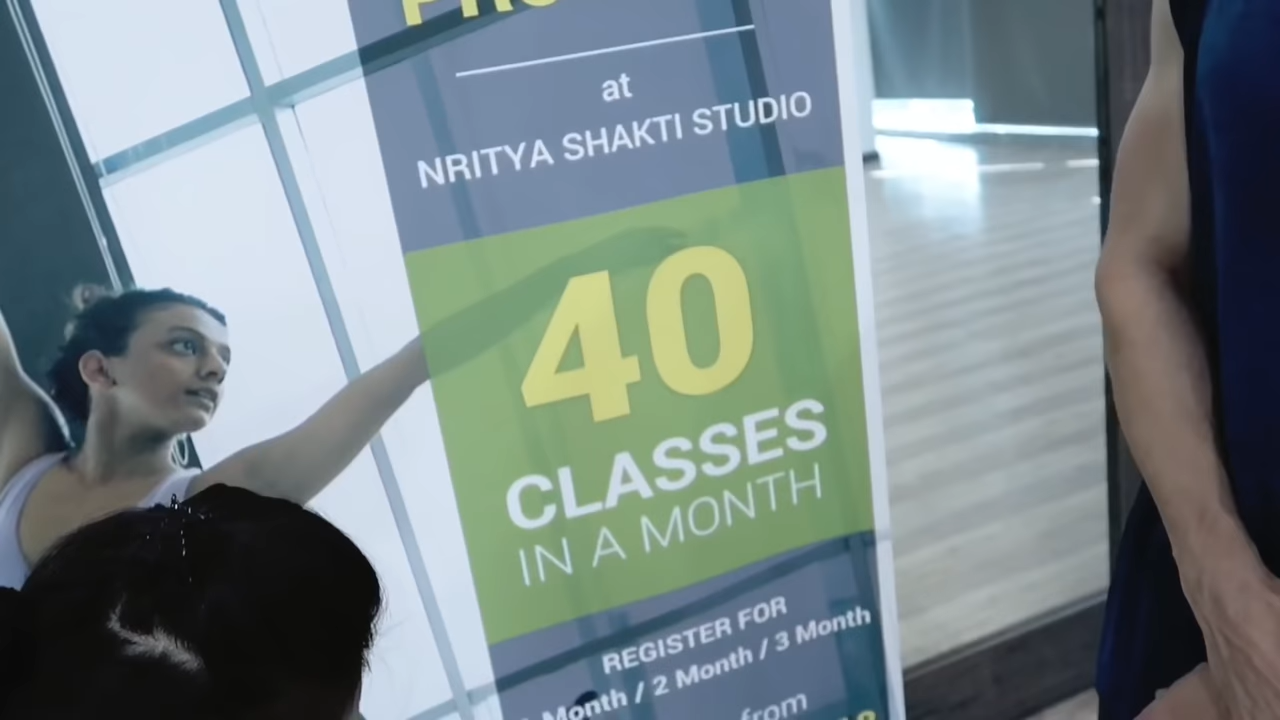 at
NRITYA SHAKTI STUDIO
40
CLASSES
IN A MONTH
REGISTER FOR
Month / 2 Month / 3 Month
from